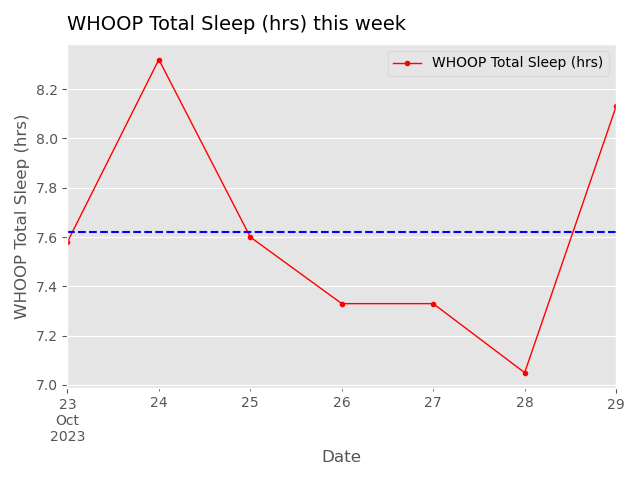 WHOOP Total Sleep (hrs) this week
WHOOP Total Sleep (hrs)
WHOOP Total Sleep (hrs)
8.2
8.0
7.8
7.6
7.4
7.2
7.0
23 24 25 26 27 28 29
Oct
2023
Date